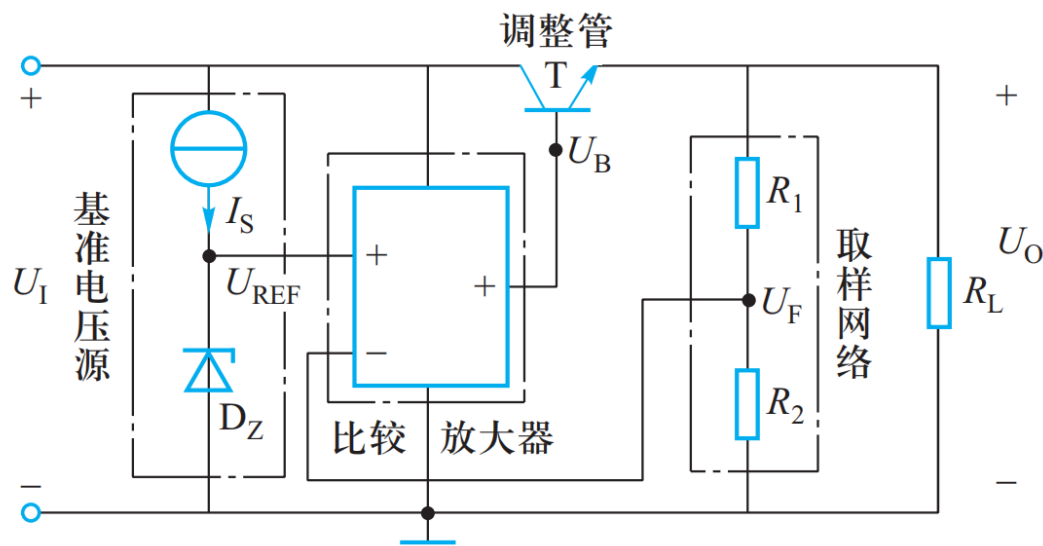 调整管
T
+
+
U_B
I_S
R_1
基准电压源
取样网络
U_I
U_REF
+
+
U_F
U_O
R_L
−
D_Z
R_2
比较 放大器
−
−